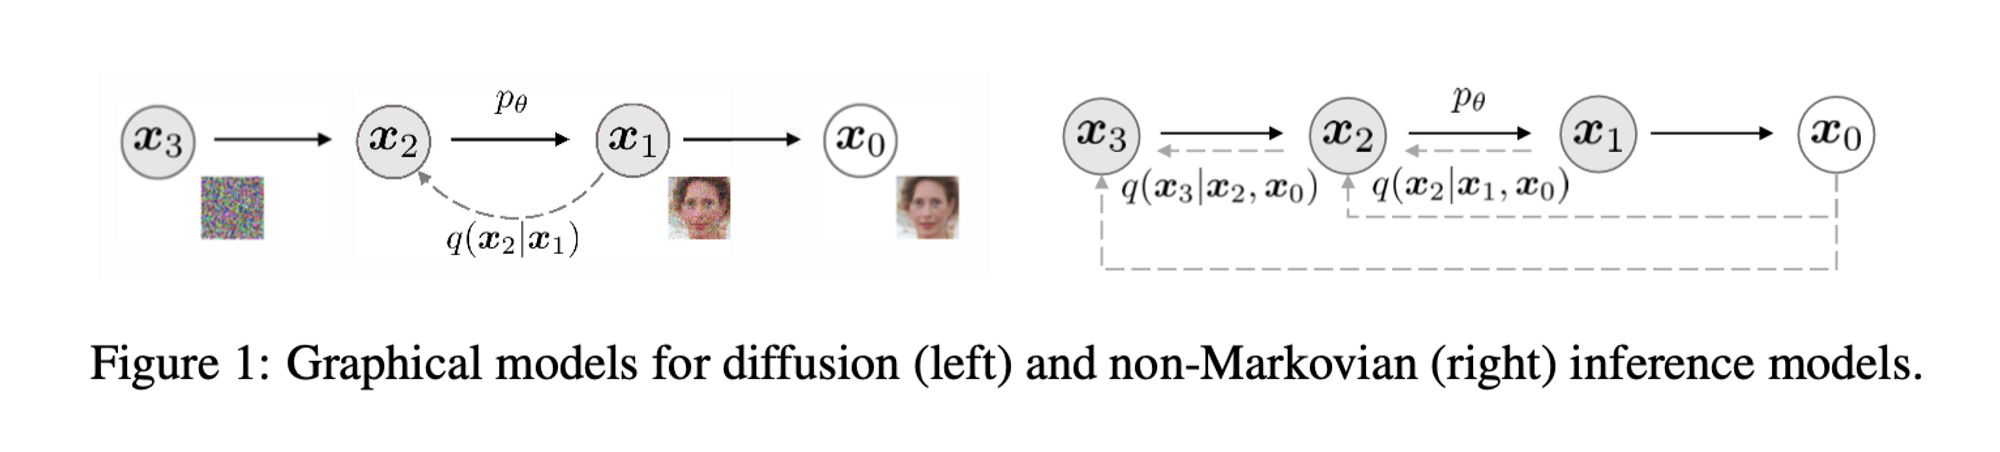 x₃ x₂ pθ x₁ x₀
q(x₂|x₁)
x₃ x₂ pθ x₁ x₀
q(x₃|x₂, x₀) q(x₂|x₁, x₀)
Figure 1: Graphical models for diffusion (left) and non-Markovian (right) inference models.